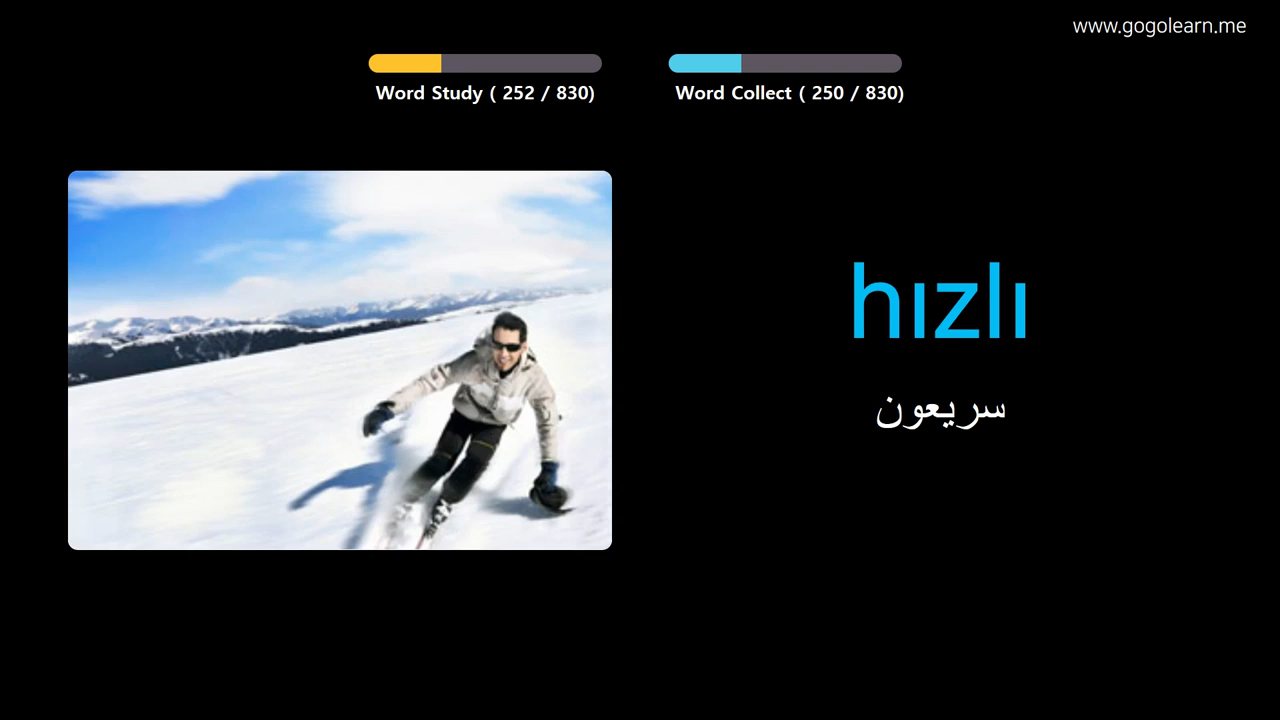 www.gogolearn.me
Word Study ( 252 / 830)
Word Collect ( 250 / 830)
hızlı
سريعون